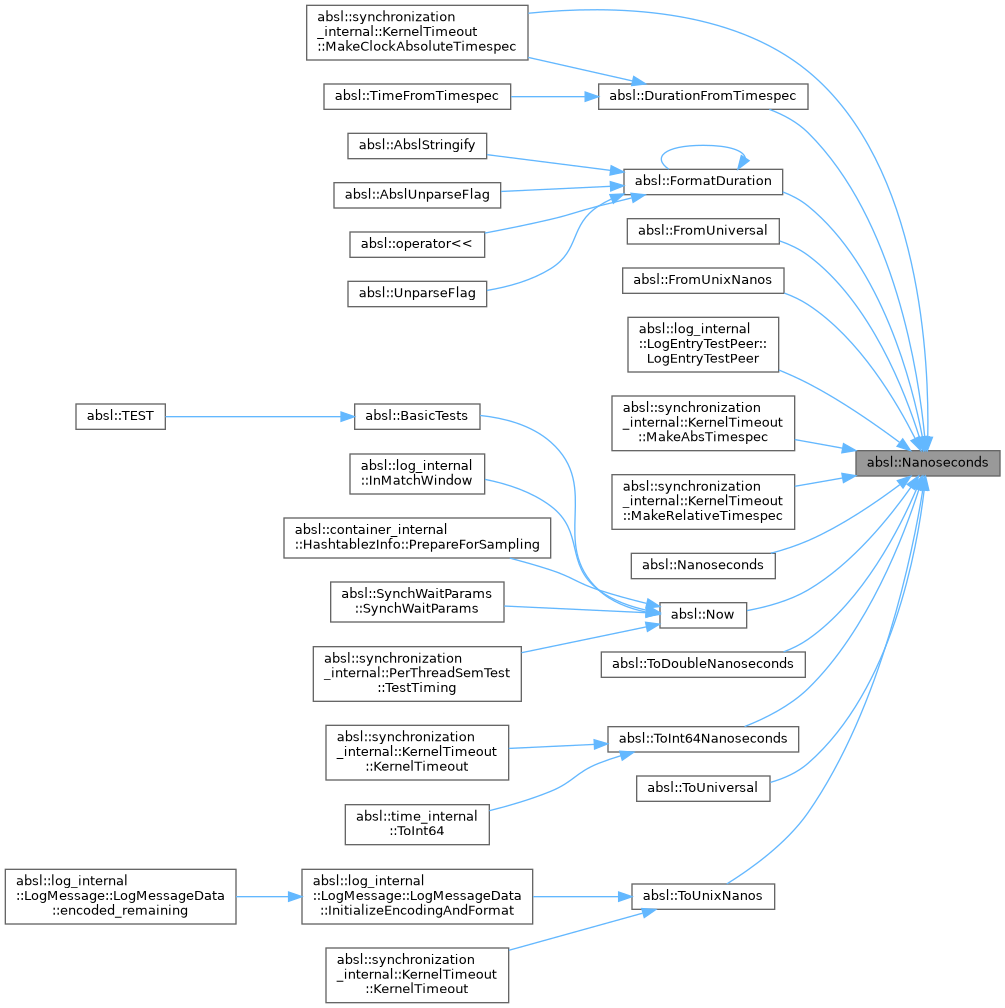 absl::synchronization
_internal::KernelTimeout
::MakeClockAbsoluteTimespec
absl::TimeFromTimespec
absl::DurationFromTimespec
absl::AbslStringify
absl::FormatDuration
absl::AbslUnparseFlag
absl::operator<<
absl::FromUniversal
absl::UnparseFlag
absl::FromUnixNanos
absl::log_internal
::LogEntryTestPeer::
LogEntryTestPeer
absl::TEST
absl::BasicTests
absl::synchronization
_internal::KernelTimeout
::MakeAbsTimespec
absl::Nanoseconds
absl::log_internal
::InMatchWindow
absl::synchronization
_internal::KernelTimeout
::MakeRelativeTimespec
absl::container_internal
::HashtablezInfo::PrepareForSampling
absl::Nanoseconds
absl::SynchWaitParams
::SynchWaitParams
absl::Now
absl::synchronization
_internal::PerThreadSemTest
::TestTiming
absl::ToDoubleNanoseconds
absl::synchronization
_internal::KernelTimeout
::KernelTimeout
absl::ToInt64Nanoseconds
absl::ToUniversal
absl::time_internal
::ToInt64
absl::log_internal
::LogMessage::LogMessageData
::encoded_remaining
absl::log_internal
::LogMessage::LogMessageData
::InitializeEncodingAndFormat
absl::ToUnixNanos
absl::synchronization
_internal::KernelTimeout
::KernelTimeout